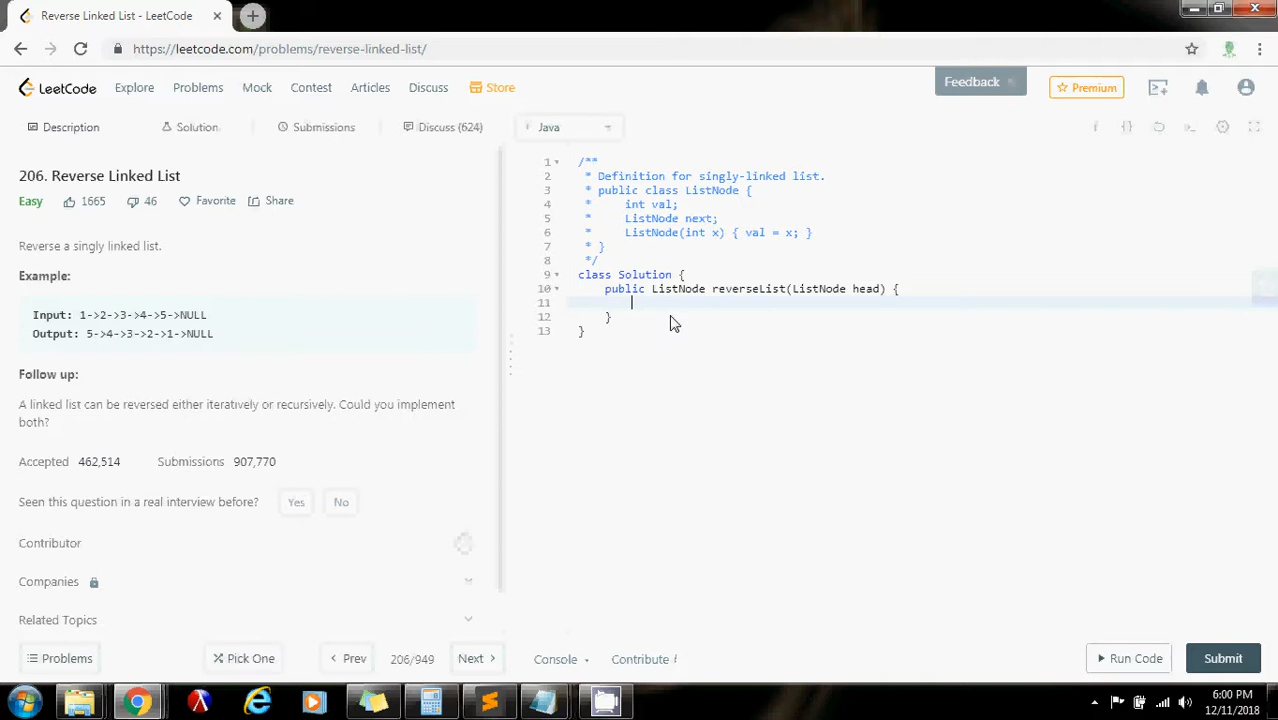 Reverse Linked List - LeetCode
https://leetcode.com/problems/reverse-linked-list/
LeetCode Explore Problems Mock Contest Articles Discuss Store Feedback Premium
Description Solution Submissions Discuss (624) Java
206. Reverse Linked List
Easy 1665 46 Favorite Share
Reverse a singly linked list.
Example:
Input: 1->2->3->4->5->NULL
Output: 5->4->3->2->1->NULL
Follow up:
A linked list can be reversed either iteratively or recursively. Could you implement
both?
Accepted 462,514 Submissions 907,770
Seen this question in a real interview before? Yes No
Contributor
Companies
Related Topics
1 /**
2 * Definition for singly-linked list.
3 * public class ListNode {
4 * int val;
5 * ListNode next;
6 * ListNode(int x) { val = x; }
7 * }
8 */
9 class Solution {
10 public ListNode reverseList(ListNode head) {
11
12 }
13 }
Problems Pick One Prev 206/949 Next Console Contribute i Run Code Submit
6:00 PM
12/11/2018